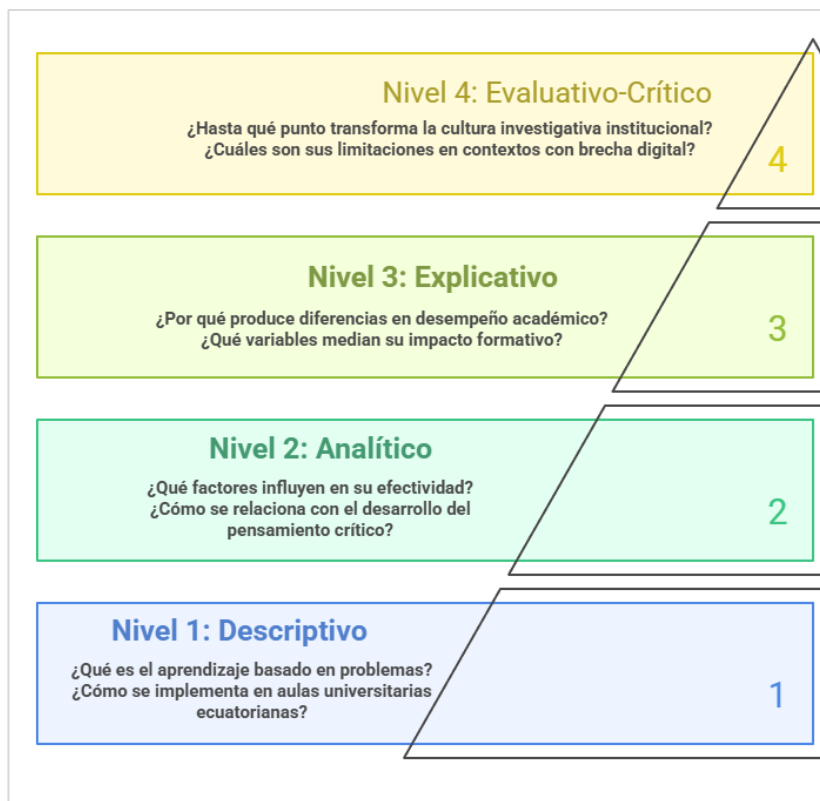 Nivel 4: Evaluativo-Crítico
¿Hasta qué punto transforma la cultura investigativa institucional?
¿Cuáles son sus limitaciones en contextos con brecha digital?
4
Nivel 3: Explicativo
¿Por qué produce diferencias en desempeño académico?
¿Qué variables median su impacto formativo?
3
Nivel 2: Analítico
¿Qué factores influyen en su efectividad?
¿Cómo se relaciona con el desarrollo del
pensamiento crítico?
2
Nivel 1: Descriptivo
¿Qué es el aprendizaje basado en problemas?
¿Cómo se implementa en aulas universitarias
ecuatorianas?
1